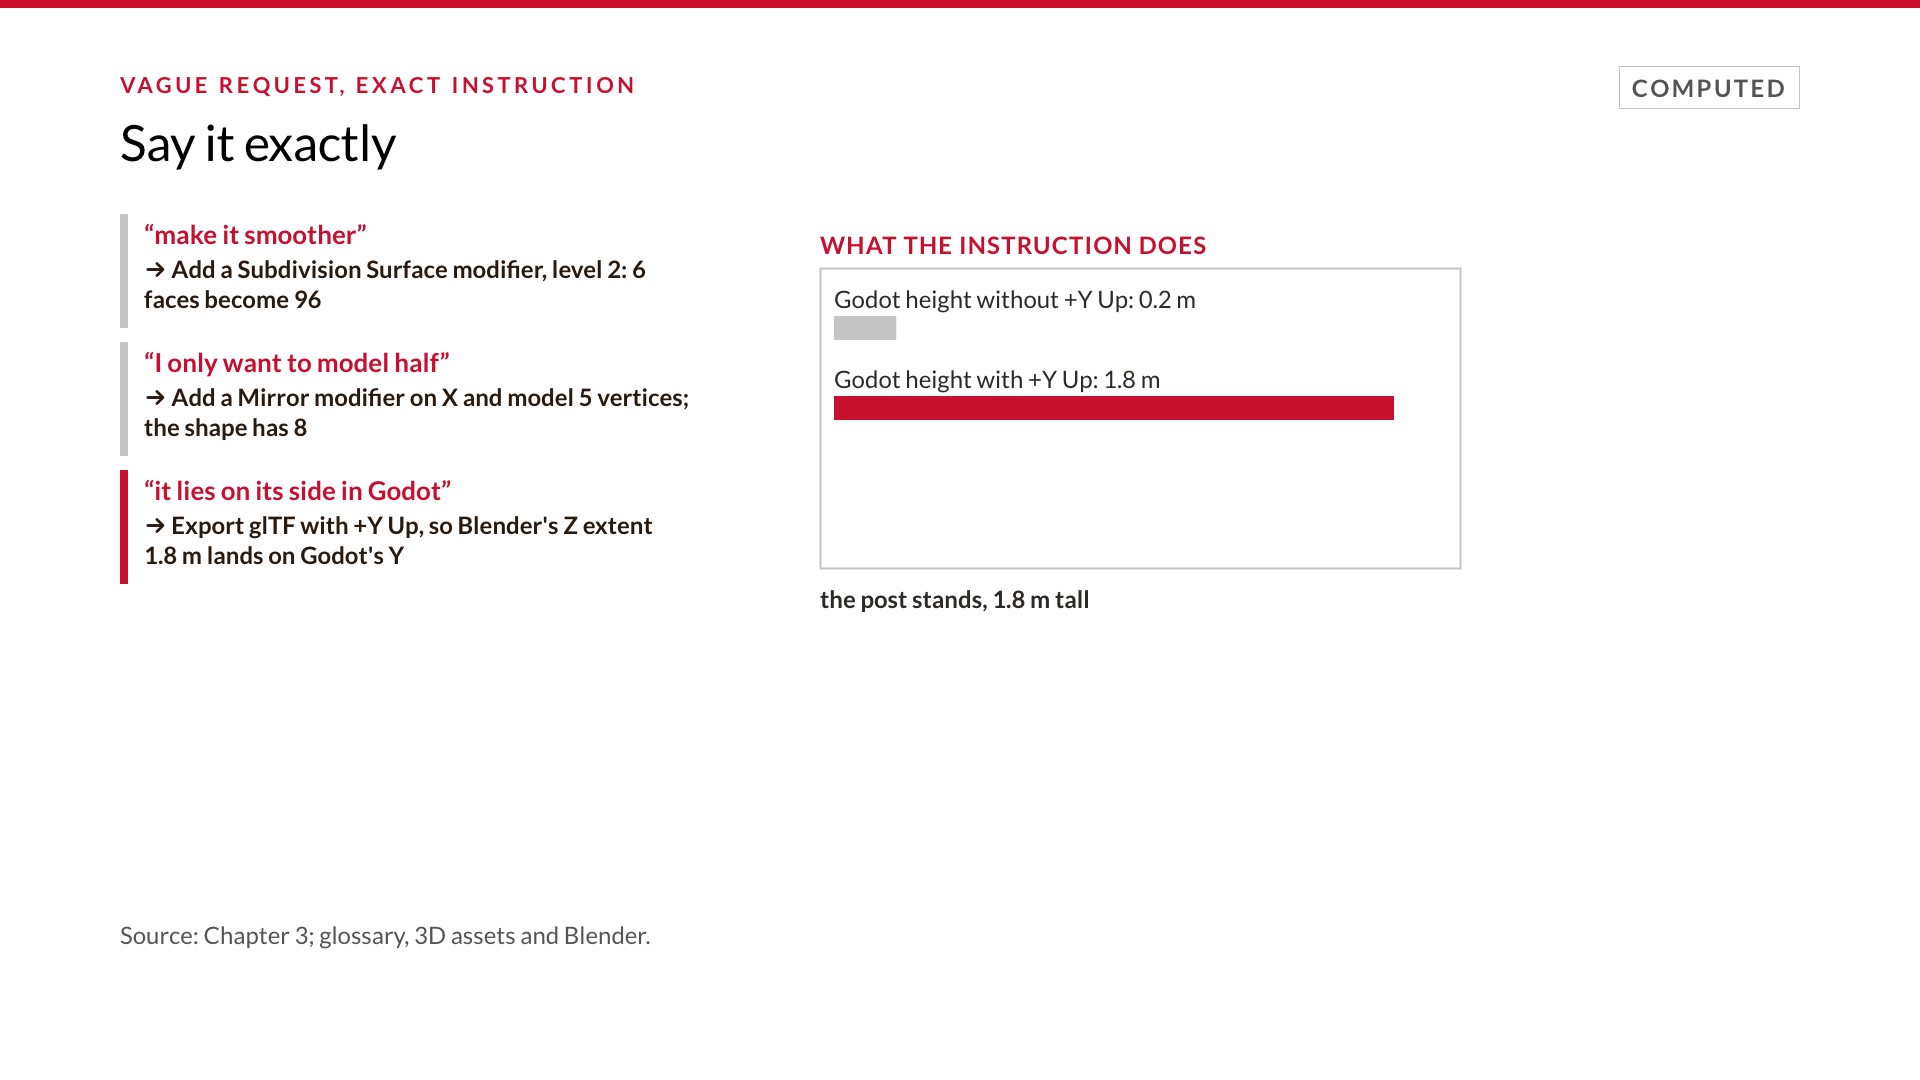 VAGUE REQUEST, EXACT INSTRUCTION
COMPUTED
Say it exactly
“make it smoother”
→ Add a Subdivision Surface modifier, level 2: 6
faces become 96
“I only want to model half”
→ Add a Mirror modifier on X and model 5 vertices;
the shape has 8
“it lies on its side in Godot”
→ Export glTF with +Y Up, so Blender's Z extent
1.8 m lands on Godot's Y
WHAT THE INSTRUCTION DOES
Godot height without +Y Up: 0.2 m
Godot height with +Y Up: 1.8 m
the post stands, 1.8 m tall
Source: Chapter 3; glossary, 3D assets and Blender.